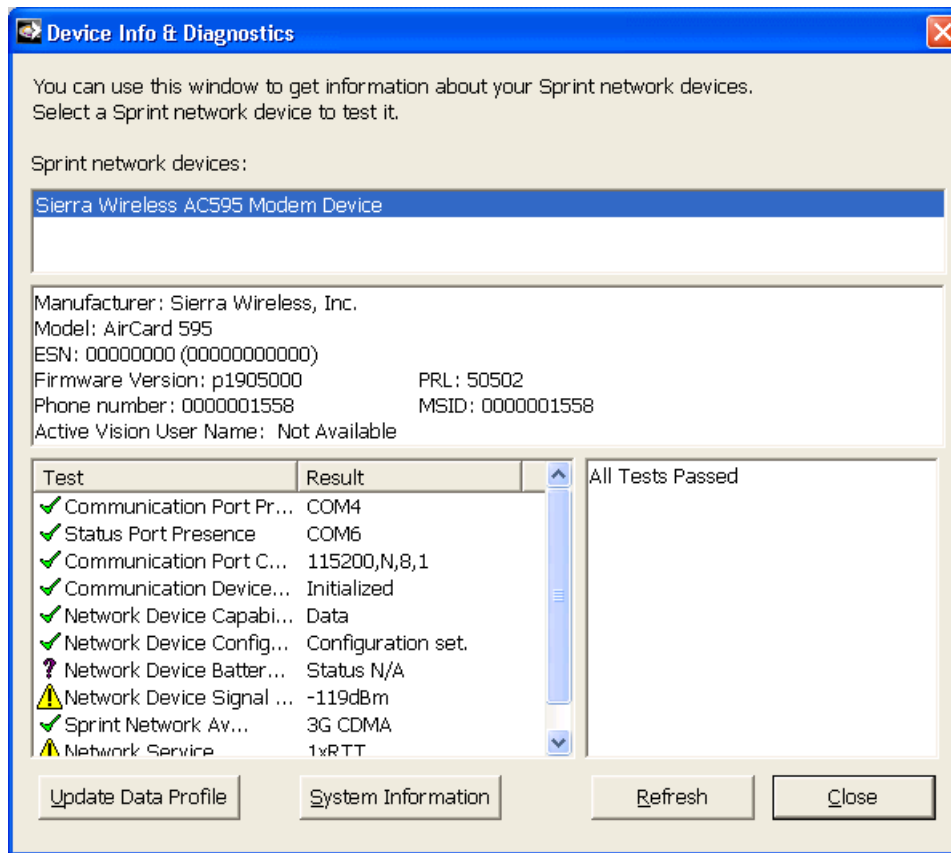 Device Info & Diagnostics
You can use this window to get information about your Sprint network devices.
Select a Sprint network device to test it.
Sprint network devices:
Sierra Wireless AC595 Modem Device
Manufacturer: Sierra Wireless, Inc.
Model: AirCard 595
ESN: 00000000 (00000000000)
Firmware Version: p1905000 PRL: 50502
Phone number: 0000001558 MSID: 0000001558
Active Vision User Name: Not Available
Test Result
Communication Port Pr... COM4
Status Port Presence COM6
Communication Port C... 115200,N,8,1
Communication Device... Initialized
Network Device Capabi... Data
Network Device Config... Configuration set.
Network Device Batter... Status N/A
Network Device Signal ... -119dBm
Sprint Network Av... 3G CDMA
Network Service 1xRTT
All Tests Passed
Update Data Profile System Information Refresh Close